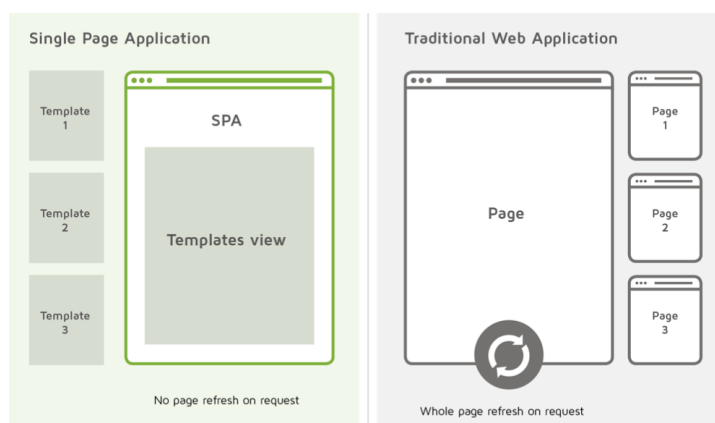 Single Page Application
Template
1
Template
2
Template
3
SPA
Templates view
No page refresh on request
Traditional Web Application
Page
Page
1
Page
2
Page
3
Whole page refresh on request